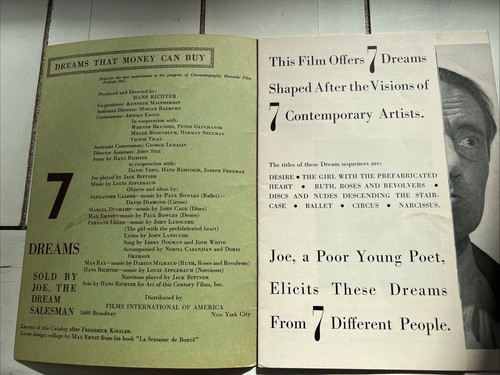 DREAMS THAT MONEY CAN BUY
Prize for the best contribution to the progress of Cinematography Biennale Film
Festival 1947.
Produced and Directed by:
HANS RICHTER
Co-producer: KENNETH MACPHERSON
Assistant Director: MIRIAM RAEBURN
Cameraman: ARNOLD EAGLE
In cooperation with:
WERNER BRANDES, PETER GLUCHANOK
MEYER ROSENBLUM, HERMAN SHULMAN
VICTOR VICAS
Assistant Cameraman: GEORGE LUBALIN
Director Assistant: JOHN STIX
Story by HANS RICHTER
in cooperation with:
DAVID VERN, HANS REHFISCH, JOSEPH FREEMAN
Joe played by JACK BITTNER
Music by LOUIS APPLEBAUM
Objects and ideas by:
ALEXANDER CALDER—music by PAUL BOWLES (Ballet)—
DAVID DIAMOND (Circus)
MARCEL DUCHAMP—music by JOHN CAGE (Discs)
MAX ERNST—music by PAUL BOWLES (Desire)
FERNAND LEGER—music by JOHN LATOUCHE
(The girl with the prefabricated heart)
Lyrics by JOHN LATOUCHE
Song by LIBBY HOLMAN and JOSH WHITE
Accompanied by NORMA CAZANJIAN and DORIS
OKERSON
MAN RAY—music by DARIUS MILHAUD (Ruth, Roses and Revolvers)
HANS RICHTER—music by LOUIS APPLEBAUM (Narcissus)
Narcissus played by JACK BITTNER
Sets by HANS RICHTER for Art of this Century Films, Inc.
Distributed by
FILMS INTERNATIONAL OF AMERICA
1600 Broadway New York City
Layout of this Catalog after FREDERICK KIESLER.
Cover design: collage by MAX ERNST from his book "La Semaine de Bonté"
7
DREAMS
SOLD BY
JOE, THE
DREAM
SALESMAN
This Film Offers 7 Dreams
Shaped After the Visions of
7 Contemporary Artists.
The titles of these Dream sequences are:
DESIRE • THE GIRL WITH THE PREFABRICATED
HEART • RUTH, ROSES AND REVOLVERS •
DISCS AND NUDES DESCENDING THE STAIR-
CASE • BALLET • CIRCUS • NARCISSUS.
Joe, a Poor Young Poet,
Elicits These Dreams
From 7 Different People.